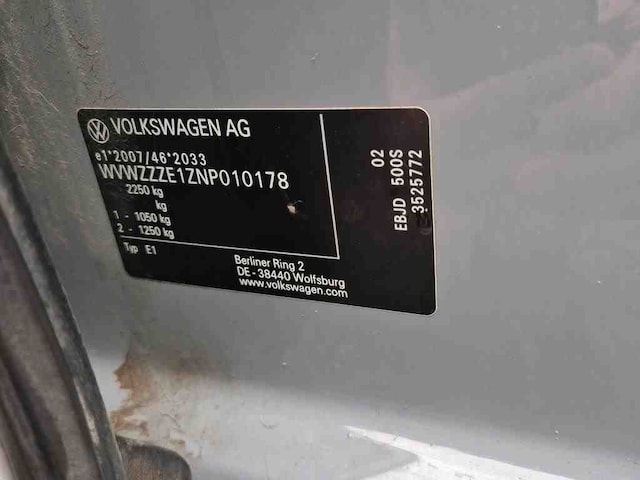 VOLKSWAGEN AG
e1*2007/46*2033
WVWZZZE1ZNP010178
2250 kg
kg
1 - 1050 kg
2 - 1250 kg
Typ E1
Berliner Ring 2
DE - 38440 Wolfsburg
www.volkswagen.com
02
EBJD 500S
3525772